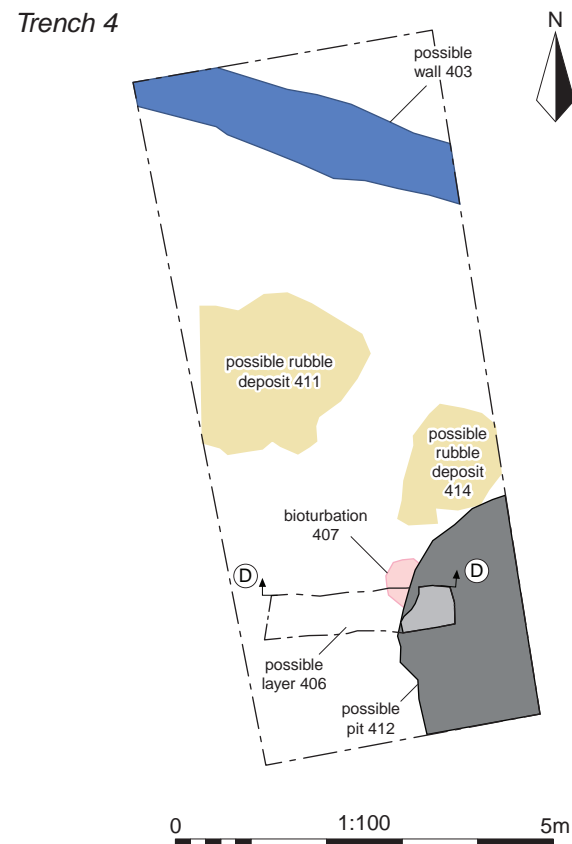 Trench 4
N
possible
wall 403
possible rubble
deposit 411
possible
rubble
deposit
414
bioturbation
407
D
D
possible
layer 406
possible
pit 412
0
1:100
5m